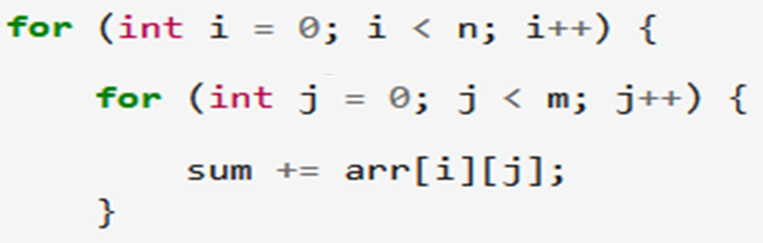 for (int i = 0; i < n; i++) {
for (int j = 0; j < m; j++) {
sum += arr[i][j];
}